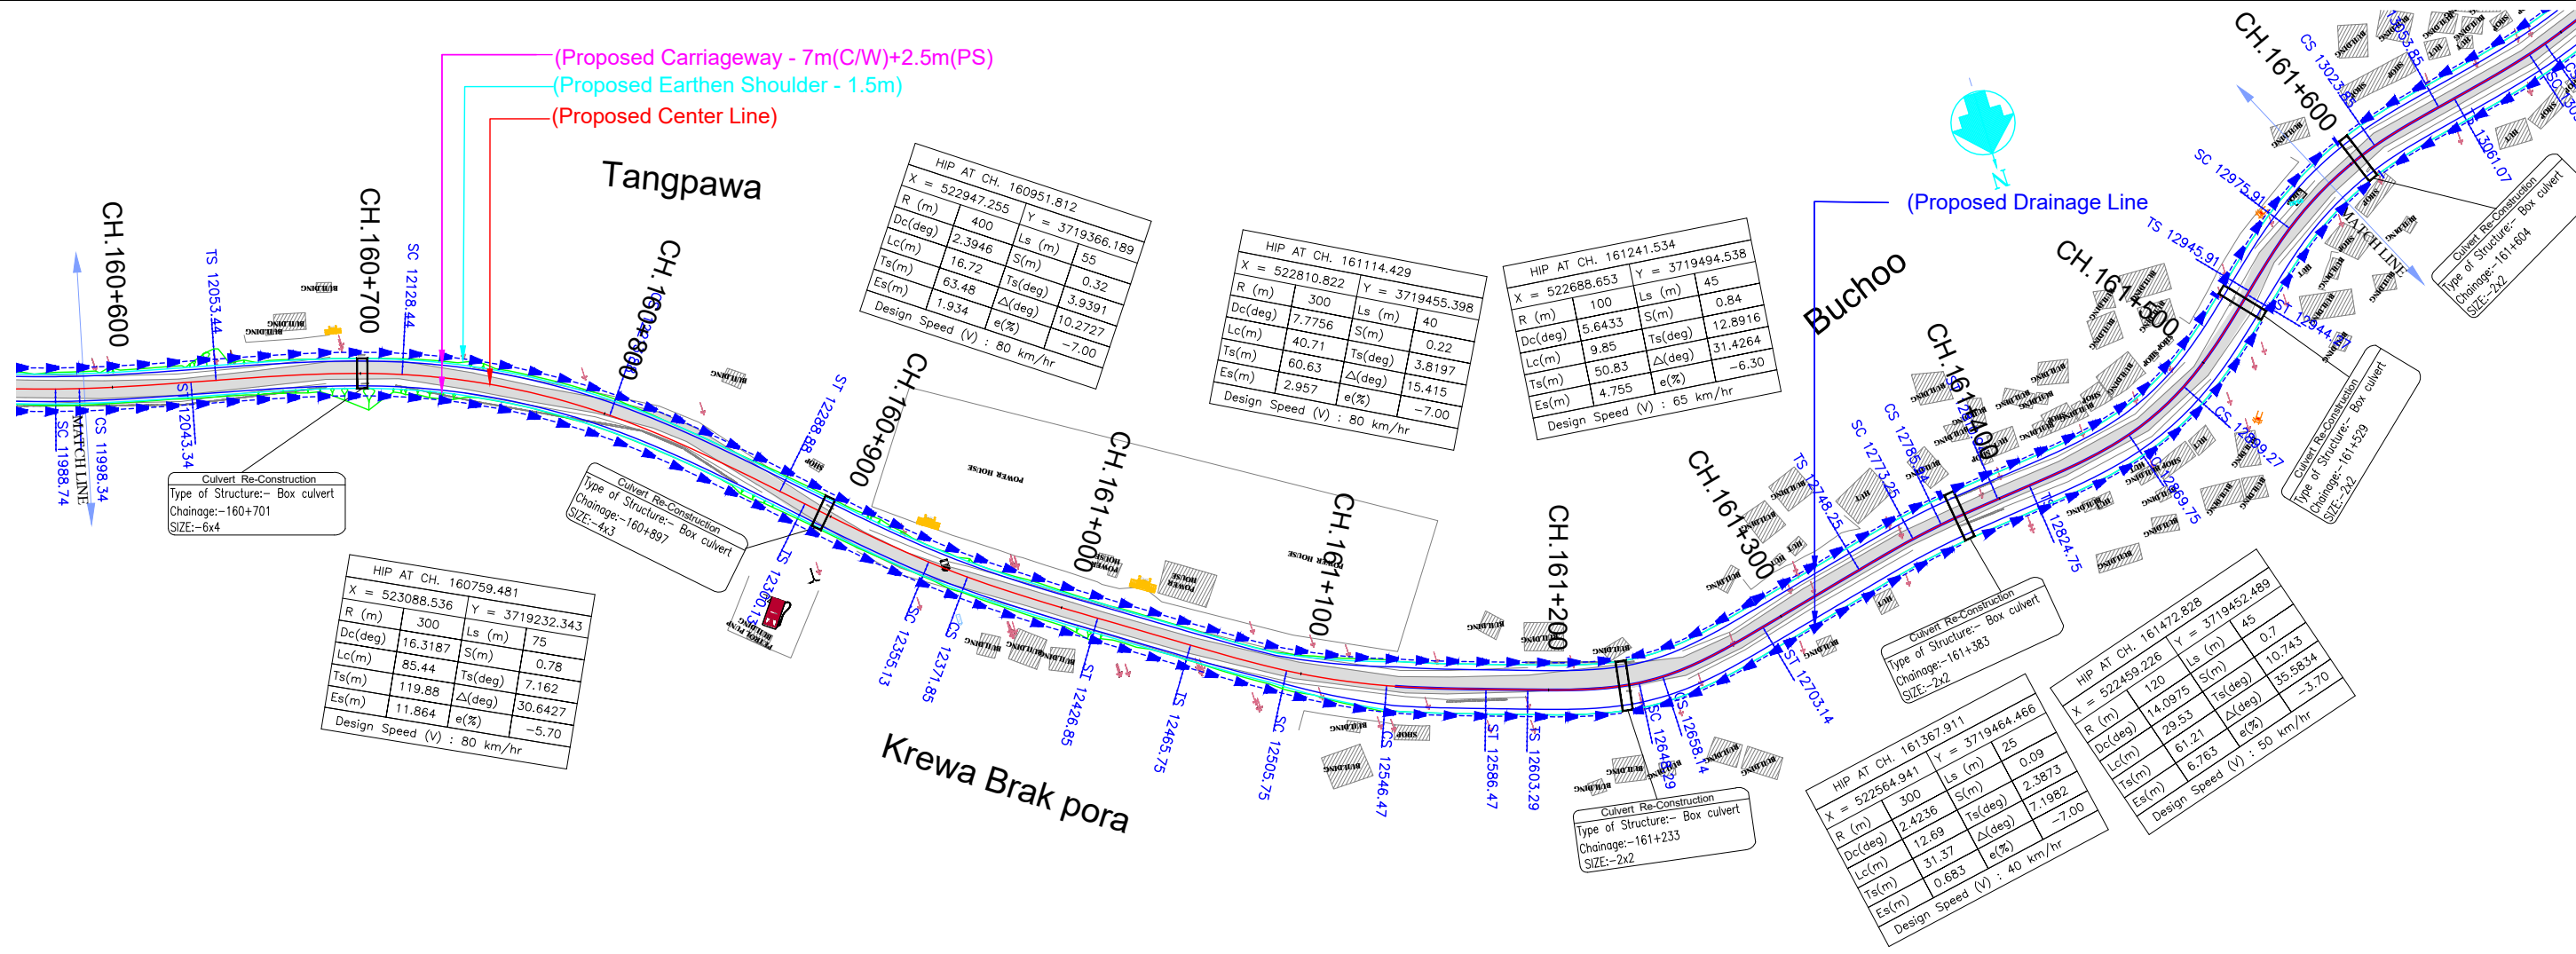 (Proposed Carriageway - 7m(C/W)+2.5m(PS)
(Proposed Earthen Shoulder - 1.5m)
(Proposed Center Line)
Tangpawa
Krewa Brak pora
Buchoo
(Proposed Drainage Line
N
CH.160+600
CH.160+700
CH.160+800
CH.160+900
CH.161+000
CH.161+100
CH.161+200
CH.161+300
CH.161+400
CH.161+500
CH.161+600
MATCH LINE
SC 11988.74
CS 11998.34
ST 12043.34
TS 12053.44
SC 12128.44
ST 12288.88
TS 12300.13
SC 12355.13
CS 12371.85
ST 12426.85
TS 12465.75
SC 12505.75
CS 12546.47
ST 12586.47
TS 12603.29
CS 12658.14
ST 12703.14
TS 12748.25
SC 12773.25
TS 12824.75
CS 12899.27
TS 12945.91
SC 12975.91
CS 13023.85
MATCH LINE
HIP AT CH. 160759.481
X = 523088.536 Y = 3719232.343
R (m) 300 Ls (m) 75
Dc(deg) 16.3187 S(m) 0.78
Lc(m) 85.44 Ts(deg) 7.162
Ts(m) 119.88 △(deg) 30.6427
Es(m) 11.864 e(%) -5.70
Design Speed (V) : 80 km/hr
HIP AT CH. 160951.812
X = 522947.255 Y = 3719366.189
R (m) 400 Ls (m) 55
Dc(deg) 2.3946 S(m) 0.32
Lc(m) 16.72 Ts(deg) 3.9391
Ts(m) 63.48 △(deg) 10.2727
Es(m) 1.934 e(%) -7.00
Design Speed (V) : 80 km/hr
HIP AT CH. 161114.429
X = 522810.822 Y = 3719455.398
R (m) 300 Ls (m) 40
Dc(deg) 7.7756 S(m) 0.22
Lc(m) 40.71 Ts(deg) 3.8197
Ts(m) 60.63 △(deg) 15.415
Es(m) 2.957 e(%) -7.00
Design Speed (V) : 80 km/hr
HIP AT CH. 161241.534
X = 522688.653 Y = 3719494.538
R (m) 100 Ls (m) 45
Dc(deg) 5.6433 S(m) 0.84
Lc(m) 9.85 Ts(deg) 12.8916
Ts(m) 50.83 △(deg) 31.4264
Es(m) 4.755 e(%) -6.30
Design Speed (V) : 65 km/hr
HIP AT CH. 161367.911
X = 522564.941 Y = 3719464.466
R (m) 300 Ls (m) 25
Dc(deg) 2.4236 S(m) 0.09
Lc(m) 12.69 Ts(deg) 2.3873
Ts(m) 31.37 △(deg) 7.1982
Es(m) 0.683 e(%) -7.00
Design Speed (V) : 40 km/hr
HIP AT CH. 161472.828
X = 522459.226 Y = 3719452.489
R (m) 120 Ls (m) 45
Dc(deg) 14.0975 S(m) 0.7
Lc(m) 29.53 Ts(deg) 10.743
Ts(m) 61.21 △(deg) 35.5834
Es(m) 6.763 e(%) -3.70
Design Speed (V) : 50 km/hr
Culvert Re-Construction
Type of Structure:- Box culvert
Chainage:-160+701
SIZE:-6x4
Culvert Re-Construction
Type of Structure:- Box culvert
Chainage:-160+897
SIZE:-4x3
Culvert Re-Construction
Type of Structure:- Box culvert
Chainage:-161+233
SIZE:-2x2
Culvert Re-Construction
Type of Structure:- Box culvert
Chainage:-161+383
SIZE:-2x2
Culvert Re-Construction
Type of Structure:- Box culvert
Chainage:-161+529
SIZE:-2x2
Culvert Re-Construction
Type of Structure:- Box culvert
Chainage:-161+604
SIZE:-2x2
BUILDING
BUILDING
BUILDING
BUILDING
SHOP
POWER HOUSE
POWER HOUSE
POWER HOUSE
PETROL PUMP
BUILDING
BUILDING
SHOP
HUT